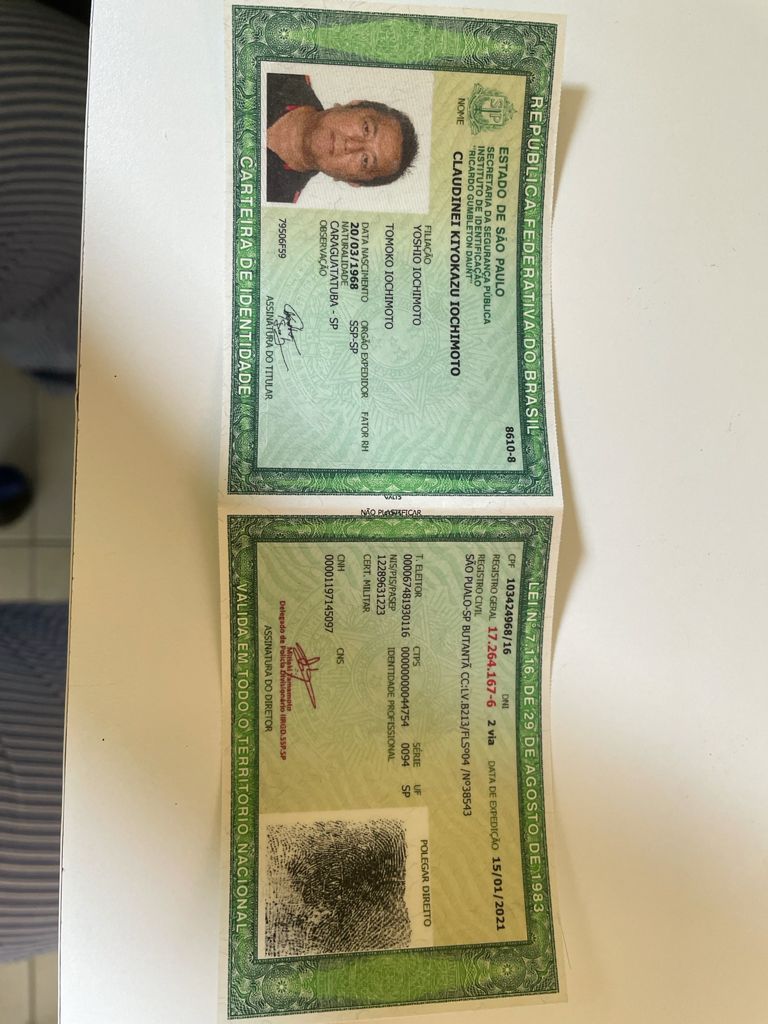 REPÚBLICA FEDERATIVA DO BRASIL
8610-8
SP
ESTADO DE SÃO PAULO
SECRETARIA DA SEGURANÇA PÚBLICA
INSTITUTO DE IDENTIFICAÇÃO
"RICARDO GUMBLETON DAUNT"
NOME CLAUDINEI KIYOKAZU IOCHIMOTO
FILIAÇÃO
YOSHIO IOCHIMOTO
TOMOKO IOCHIMOTO
DATA NASCIMENTO ORGÃO EXPEDIDOR FATOR RH
20/03/1968 SSP-SP
NATURALIDADE
CARAGUATATUBA - SP
OBSERVAÇÃO
79506F59
ASSINATURA DO TITULAR
CARTEIRA DE IDENTIDADE
NÃO PLASTIFICAR
LEI Nº 7.116, DE 29 DE AGOSTO DE 1983
CPF 103424968/16 DNI
REGISTRO GERAL 17.264.167-6 2 via DATA DE EXPEDIÇÃO 15/01/2021
REGISTRO CIVIL
SÃO PUALO-SP BUTANTÃ CC:LV.B213/FLSº04 /Nº38543
POLEGAR DIREITO
T. ELEITOR CTPS SÉRIE UF
000067481930116 00000000044754 0094 SP
NIS/PIS/PASEP IDENTIDADE PROFISSIONAL
12289631223
CERT. MILITAR
CNH CNS
00001197145097
Mitiaki Yamamoto
Delegado de Polícia Divisionário IIRGD.SSP.SP
ASSINATURA DO DIRETOR
VÁLIDA EM TODO O TERRITÓRIO NACIONAL